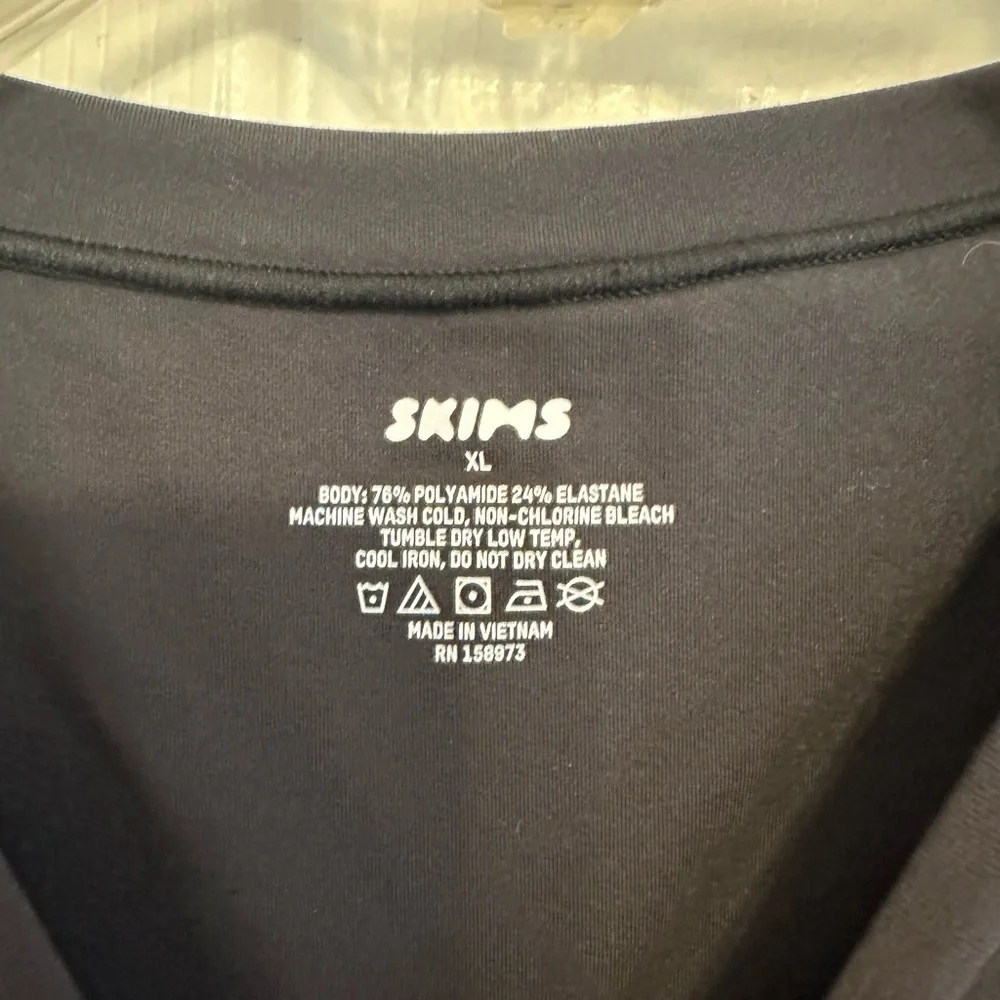 SKIMS
XL
BODY: 76% POLYAMIDE 24% ELASTANE
MACHINE WASH COLD, NON-CHLORINE BLEACH
TUMBLE DRY LOW TEMP,
COOL IRON, DO NOT DRY CLEAN
MADE IN VIETNAM
RN 158973